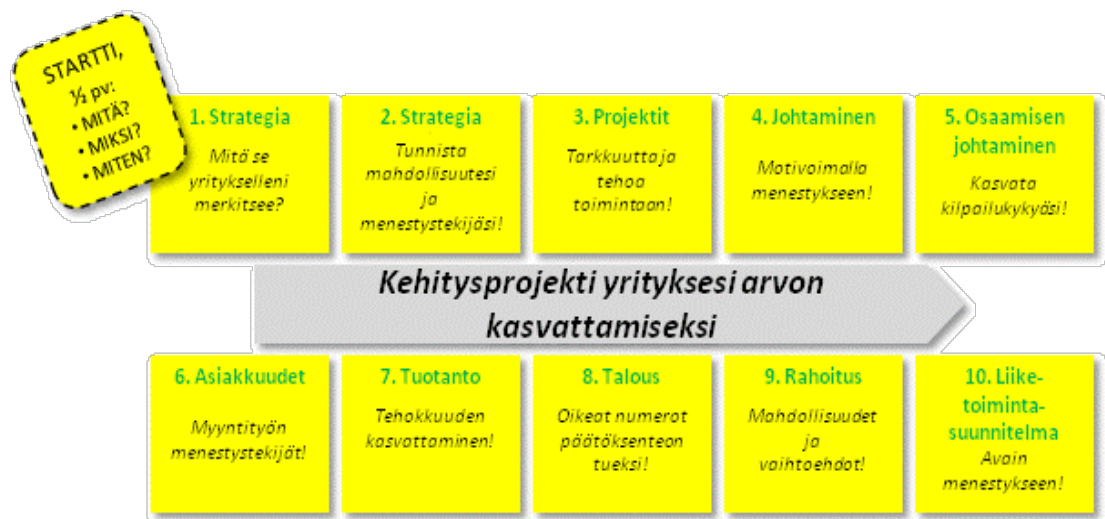 STARTTI,
½ pv:
• MITÄ?
• MIKSI?
• MITEN?
1. Strategia
Mitä se
yritykselleni
merkitsee?
2. Strategia
Tunnista
mahdollisuutesi
ja
menestystekijäsi!
3. Projektit
Tarkkuutta ja
tehoa
toimintaan!
4. Johtaminen
Motivoimalla
menestykseen!
5. Osaamisen
johtaminen
Kasvata
kilpailukykyäsi!
Kehitysprojekti yrityksesi arvon
kasvattamiseksi
6. Asiakkuudet
Myyntityön
menestystekijät!
7. Tuotanto
Tehokkuuden
kasvattaminen!
8. Talous
Oikeat numerot
päätöksenteon
tueksi!
9. Rahoitus
Mahdollisuudet
ja
vaihtoehdot!
10. Liike-
toiminta-
suunnitelma
Avain
menestykseen!